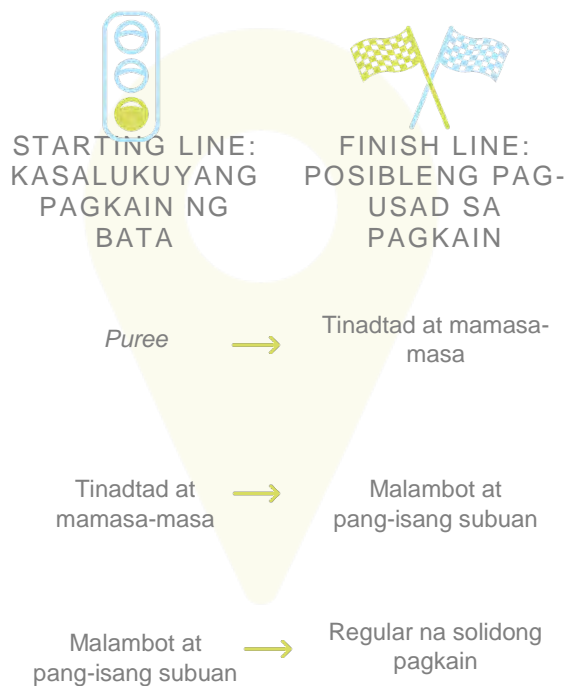 STARTING LINE:
KASALUKUYANG
PAGKAIN NG
BATA
FINISH LINE:
POSIBLENG PAG-
USAD SA
PAGKAIN
Puree
Tinadtad at mamasa-
masa
Tinadtad at
mamasa-masa
Malambot at
pang-isang subuan
Malambot at
pang-isang subuan
Regular na solidong
pagkain